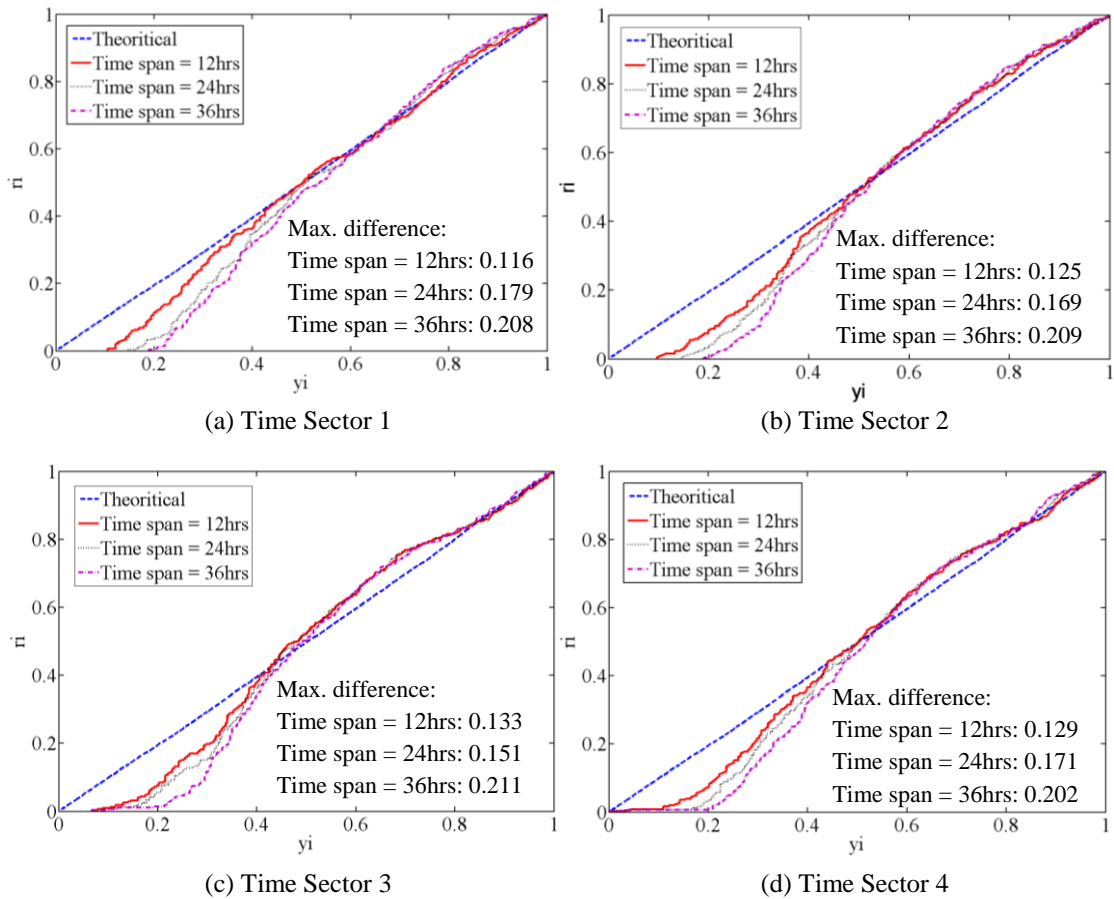 1
0.8
0.6
0.4
0.2
0
ri
Theoritical
Time span = 12hrs
Time span = 24hrs
Time span = 36hrs
Max. difference:
Time span = 12hrs: 0.116
Time span = 24hrs: 0.179
Time span = 36hrs: 0.208
0.2 0.4 0.6 0.8 1
yi
(a) Time Sector 1
1
0.8
0.6
0.4
0.2
0
ri
Theoritical
Time span = 12hrs
Time span = 24hrs
Time span = 36hrs
Max. difference:
Time span = 12hrs: 0.125
Time span = 24hrs: 0.169
Time span = 36hrs: 0.209
0 0.2 0.4 0.6 0.8 1
yi
(b) Time Sector 2
1
0.8
0.6
0.4
0.2
0
ri
Theoritical
Time span = 12hrs
Time span = 24hrs
Time span = 36hrs
Max. difference:
Time span = 12hrs: 0.133
Time span = 24hrs: 0.151
Time span = 36hrs: 0.211
0 0.2 0.4 0.6 0.8 1
yi
(c) Time Sector 3
1
0.8
0.6
0.4
0.2
0
ri
Theoritical
Time span = 12hrs
Time span = 24hrs
Time span = 36hrs
Max. difference:
Time span = 12hrs: 0.129
Time span = 24hrs: 0.171
Time span = 36hrs: 0.202
0 0.2 0.4 0.6 0.8 1
yi
(d) Time Sector 4